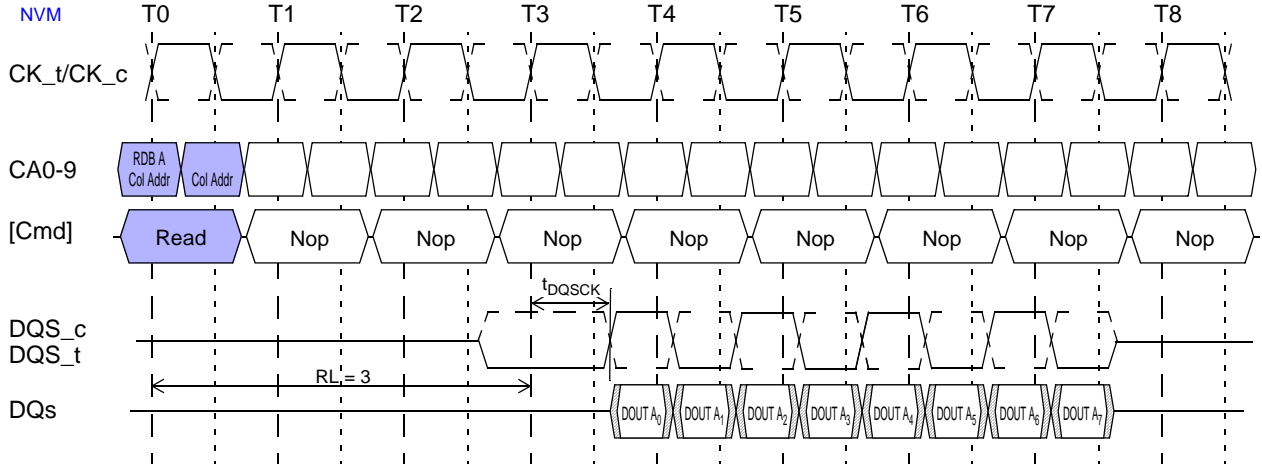 NVM T0 T1 T2 T3 T4 T5 T6 T7 T8
CK_t/CK_c
CA0-9 RDB A Col Addr Col Addr
[Cmd] Read Nop Nop Nop Nop Nop Nop Nop Nop
tDQSCK
DQS_c
DQS_t
RL = 3
DQs DOUT A0 DOUT A1 DOUT A2 DOUT A3 DOUT A4 DOUT A5 DOUT A6 DOUT A7